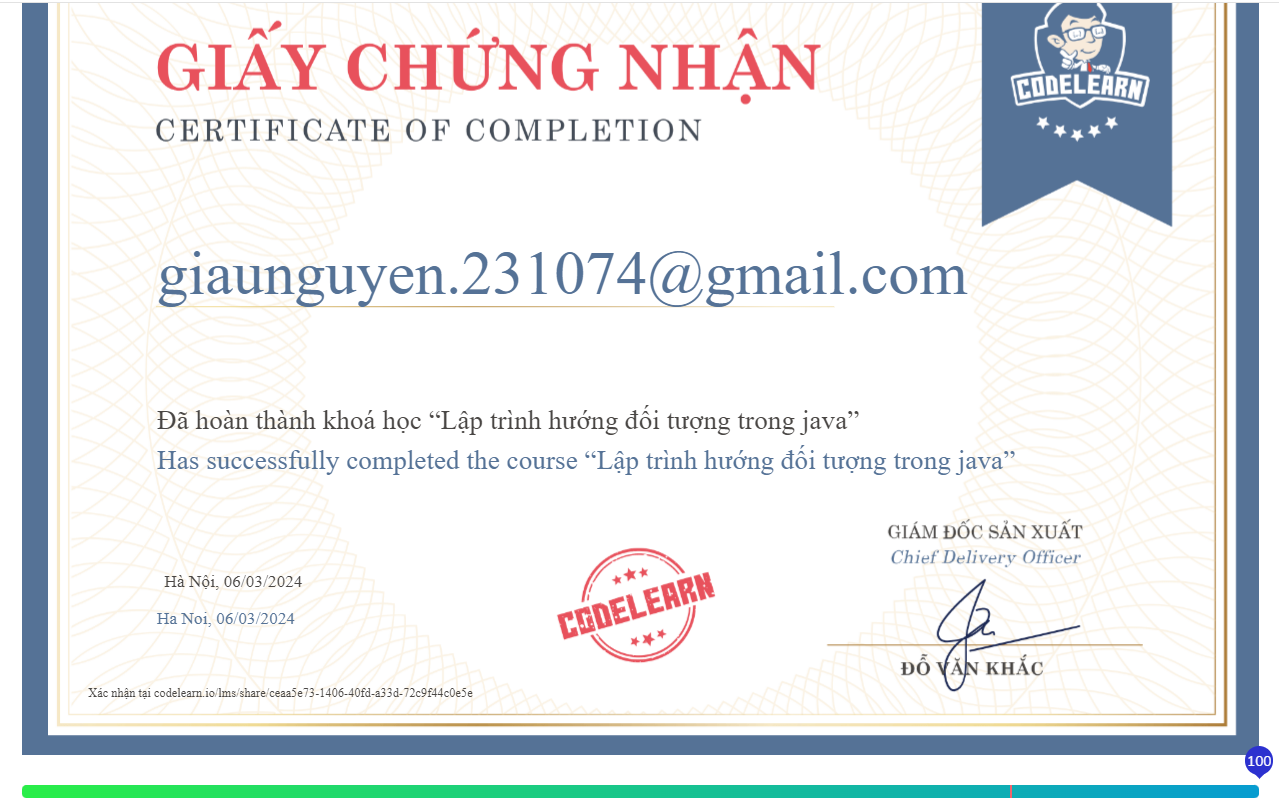 GIẤY CHỨNG NHẬN
CERTIFICATE OF COMPLETION
CODELEARN
giaunguyen.231074@gmail.com
Đã hoàn thành khoá học “Lập trình hướng đối tượng trong java”
Has successfully completed the course “Lập trình hướng đối tượng trong java”
GIÁM ĐỐC SẢN XUẤT
Chief Delivery Officer
Hà Nội, 06/03/2024
Ha Noi, 06/03/2024
CODELEARN
ĐỖ VĂN KHẮC
Xác nhận tại codelearn.io/lms/share/ceaa5e73-1406-40fd-a33d-72c9f44c0e5e
100